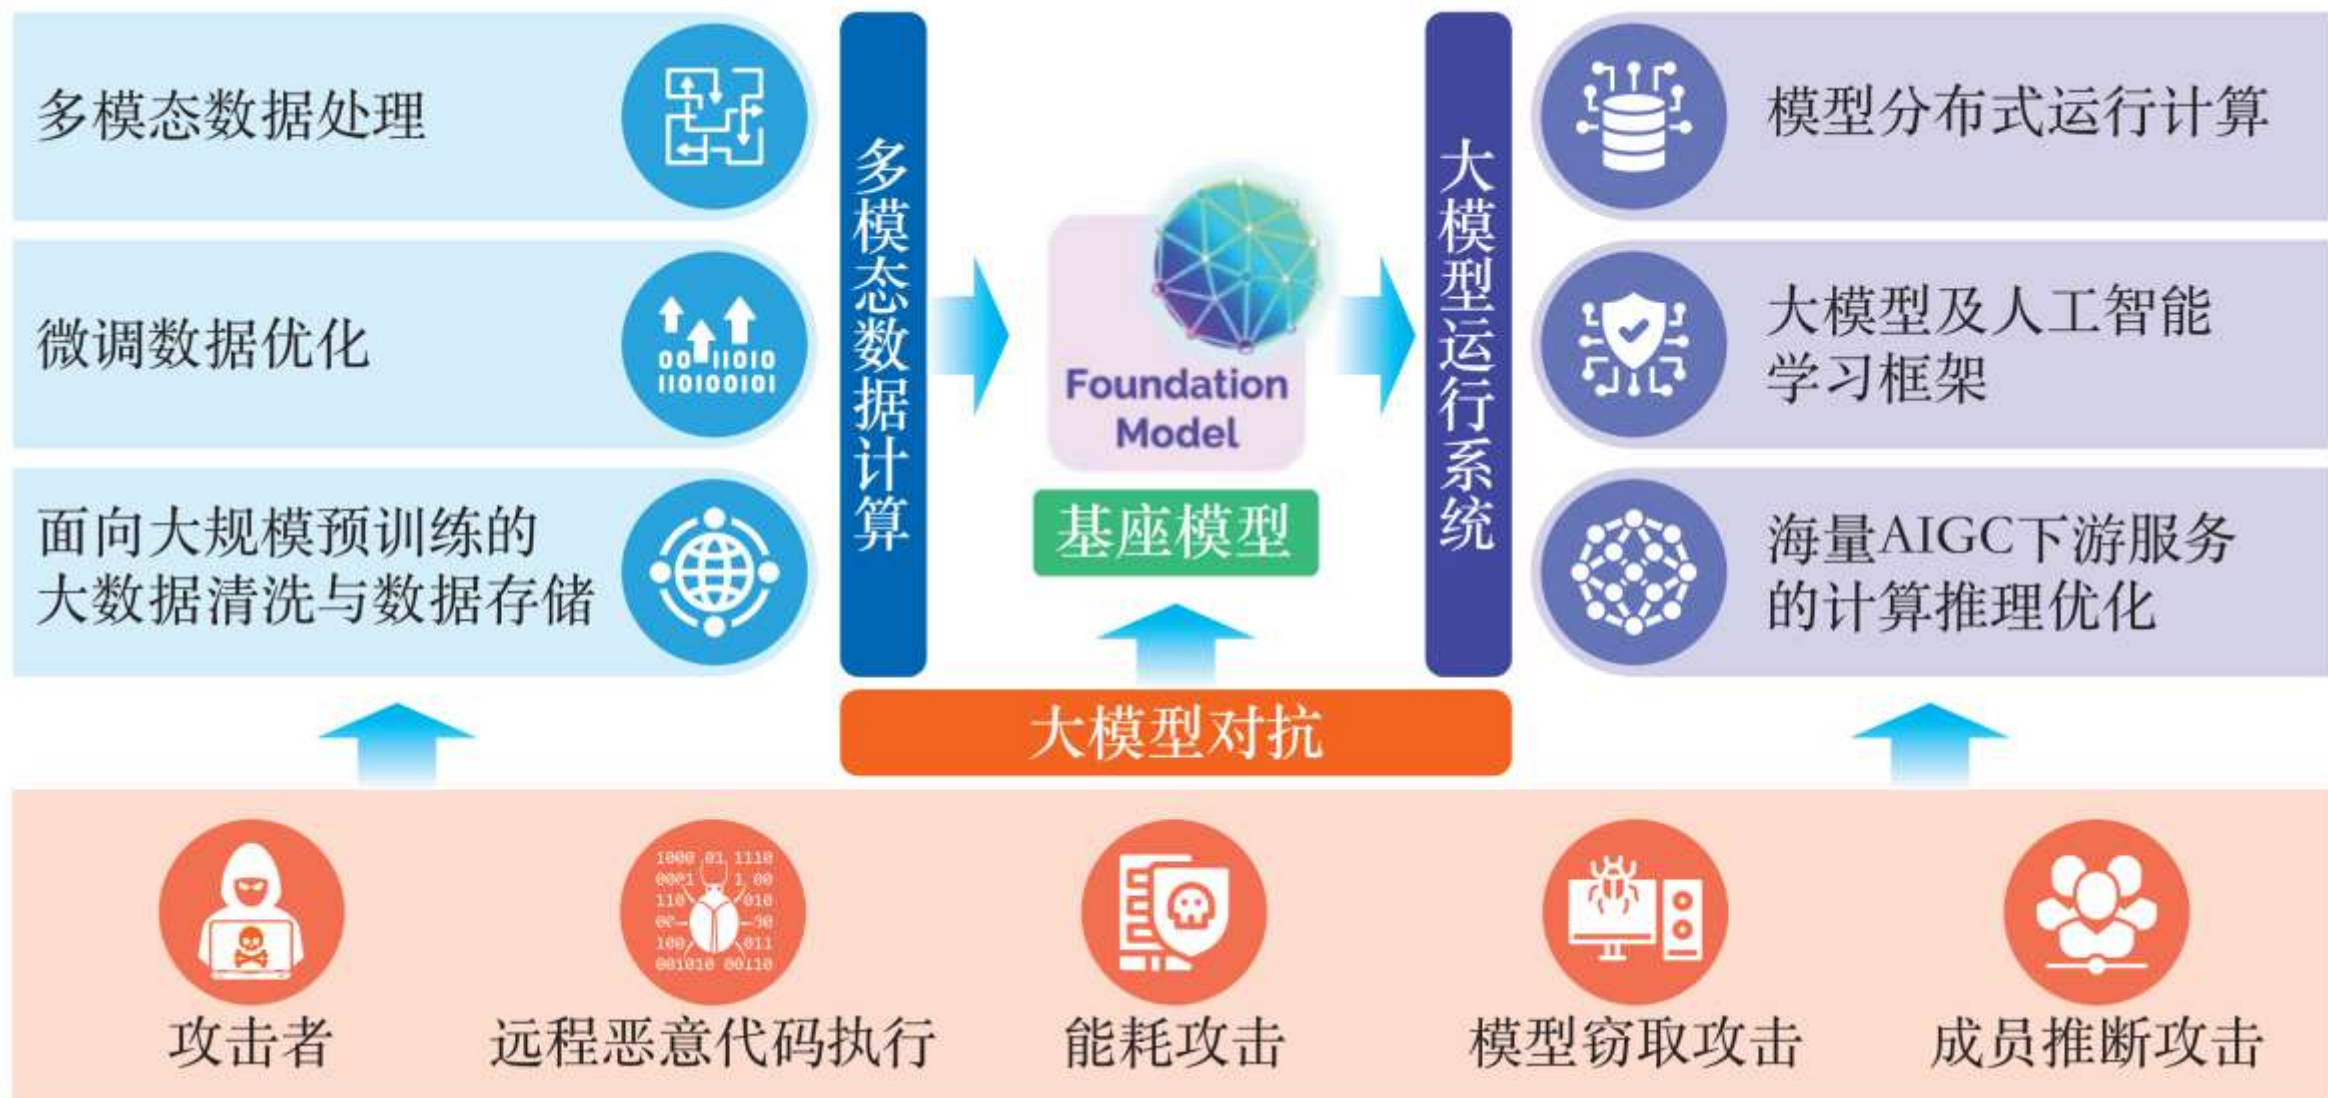 多模态数据处理
微调数据优化
面向大规模预训练的
大数据清洗与数据存储
多模态数据计算
Foundation
Model
基座模型
大模型运行系统
模型分布式运行计算
大模型及人工智能
学习框架
海量AIGC下游服务
的计算推理优化
大模型对抗
攻击者
远程恶意代码执行
能耗攻击
模型窃取攻击
成员推断攻击